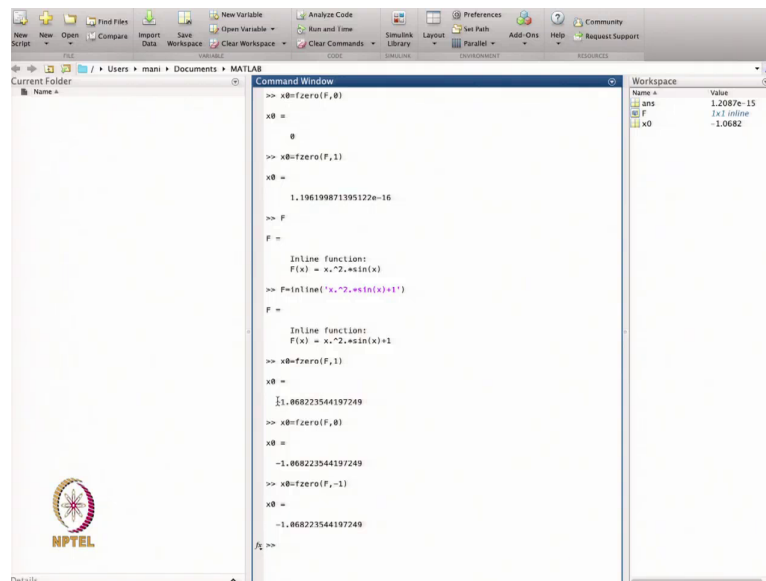 New Variable
Analyze Code
Preferences
Community
Find Files
Open Variable
Run and Time
Set Path
New Script
New
Open
Compare
Import Data
Save Workspace
Clear Workspace
Clear Commands
Simulink Library
Layout
Parallel
Add-Ons
Help
Request Support
FILE
VARIABLE
CODE
SIMULINK
ENVIRONMENT
RESOURCES
/ Users mani Documents MATLAB
Current Folder
Name
Command Window
>> x0=fzero(F,0)
x0 =
0
>> x0=fzero(F,1)
x0 =
1.196199871395122e-16
>> F
F =
Inline function:
F(x) = x.^2.*sin(x)
>> F=inline('x.^2.*sin(x)+1')
F =
Inline function:
F(x) = x.^2.*sin(x)+1
>> x0=fzero(F,1)
x0 =
1.068223544197249
>> x0=fzero(F,0)
x0 =
-1.068223544197249
>> x0=fzero(F,-1)
x0 =
-1.068223544197249
fx >>
Workspace
Name Value
ans 1.2087e-15
F 1x1 inline
x0 -1.0682
NPTEL
Details